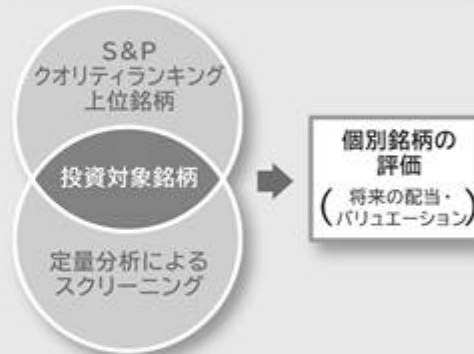 S&P
クオリティランキング
上位銘柄
投資対象銘柄
定量分析による
スクリーニング
個別銘柄の
評価
(将来の配当・
バリュエーション)